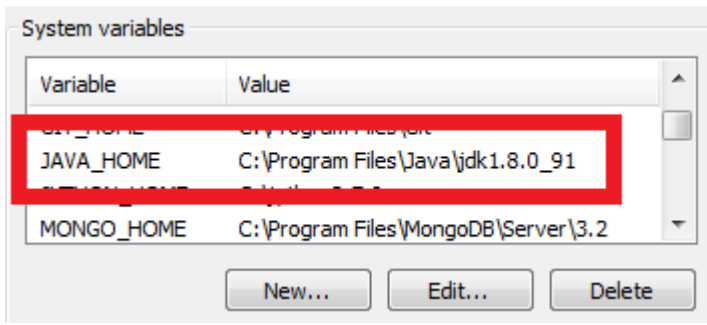 System variables
Variable Value
JAVA_HOME C:\Program Files\Java\jdk1.8.0_91
MONGO_HOME C:\Program Files\MongoDB\Server\3.2
New... Edit... Delete